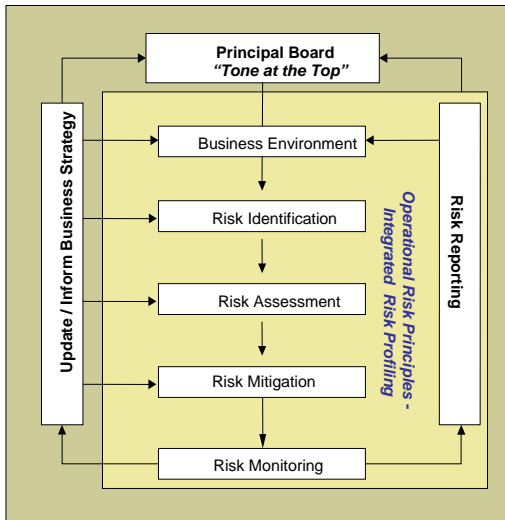 Principal Board
"Tone at the Top"
Update / Inform Business Strategy
Business Environment
Risk Identification
Risk Assessment
Risk Mitigation
Risk Monitoring
Operational Risk Principles -
Integrated Risk Profiling
Risk Reporting